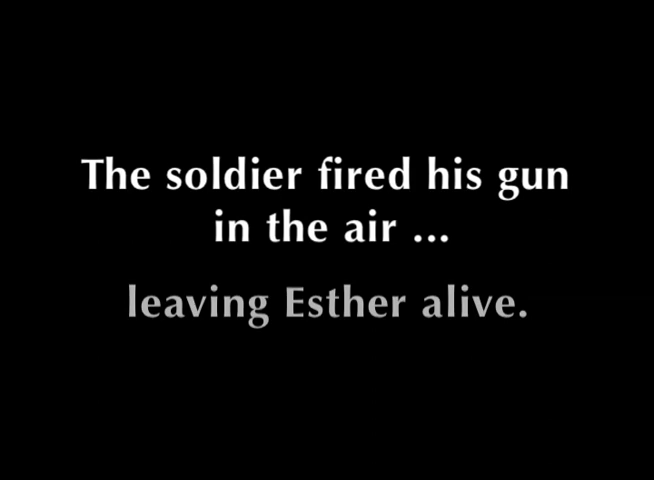 The soldier fired his gun
in the air ...
leaving Esther alive.